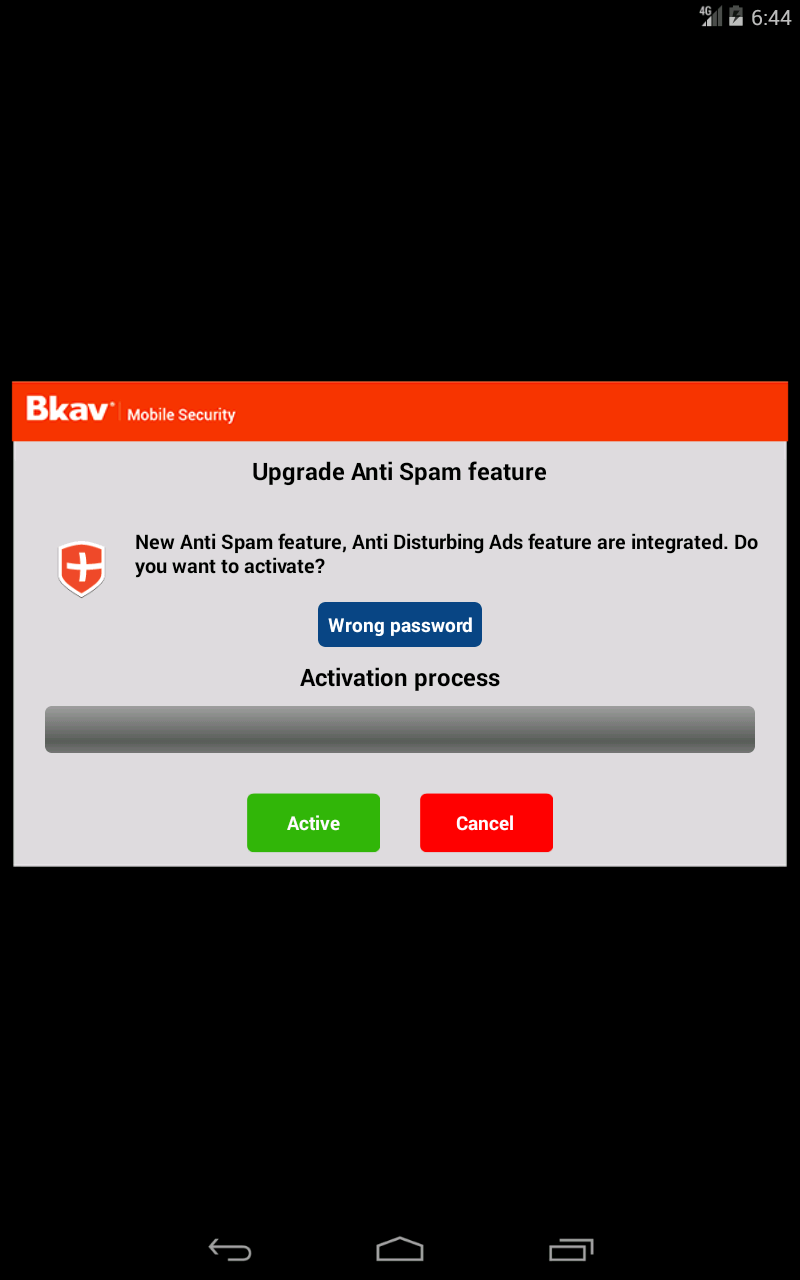 4G 6:44
Bkav® | Mobile Security
Upgrade Anti Spam feature
New Anti Spam feature, Anti Disturbing Ads feature are integrated. Do
you want to activate?
Wrong password
Activation process
Active Cancel